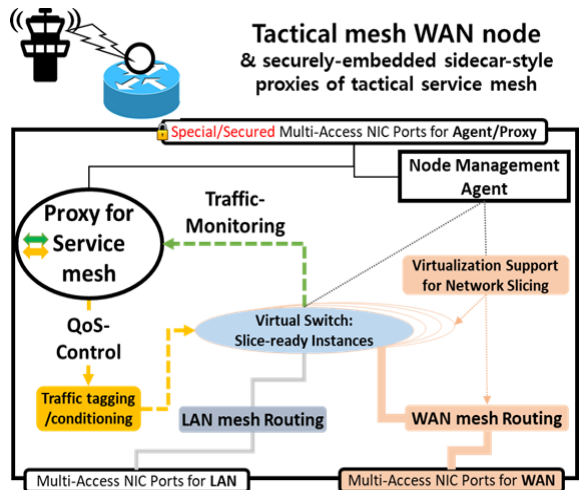 Tactical mesh WAN node
& securely-embedded sidecar-style
proxies of tactical service mesh
Special/Secured Multi-Access NIC Ports for Agent/Proxy
Node Management
Agent
Traffic-
Monitoring
Proxy for
Service
mesh
Virtualization Support
for Network Slicing
Virtual Switch:
Slice-ready Instances
QoS-
Control
Traffic tagging
/conditioning
LAN mesh Routing
WAN mesh Routing
Multi-Access NIC Ports for LAN
Multi-Access NIC Ports for WAN